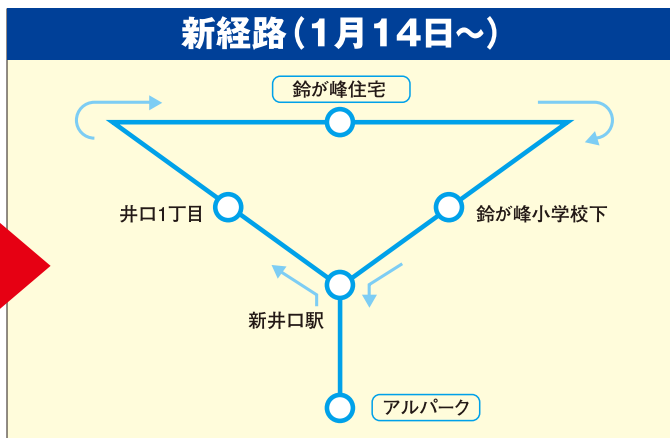 新経路(1月14日~)
鈴が峰住宅
井口1丁目
鈴が峰小学校下
新井口駅
アルパーク